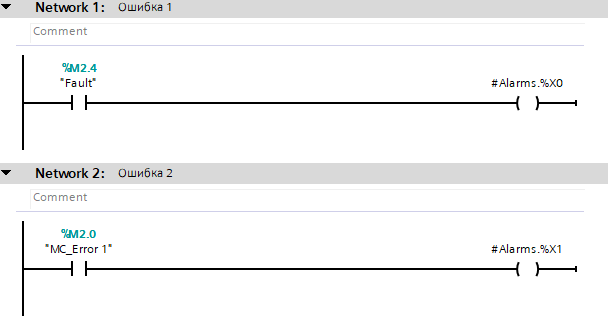 Network 1: Ошибка 1
Comment
%M2.4
"Fault" #Alarms.%X0
Network 2: Ошибка 2
Comment
%M2.0
"MC_Error 1" #Alarms.%X1